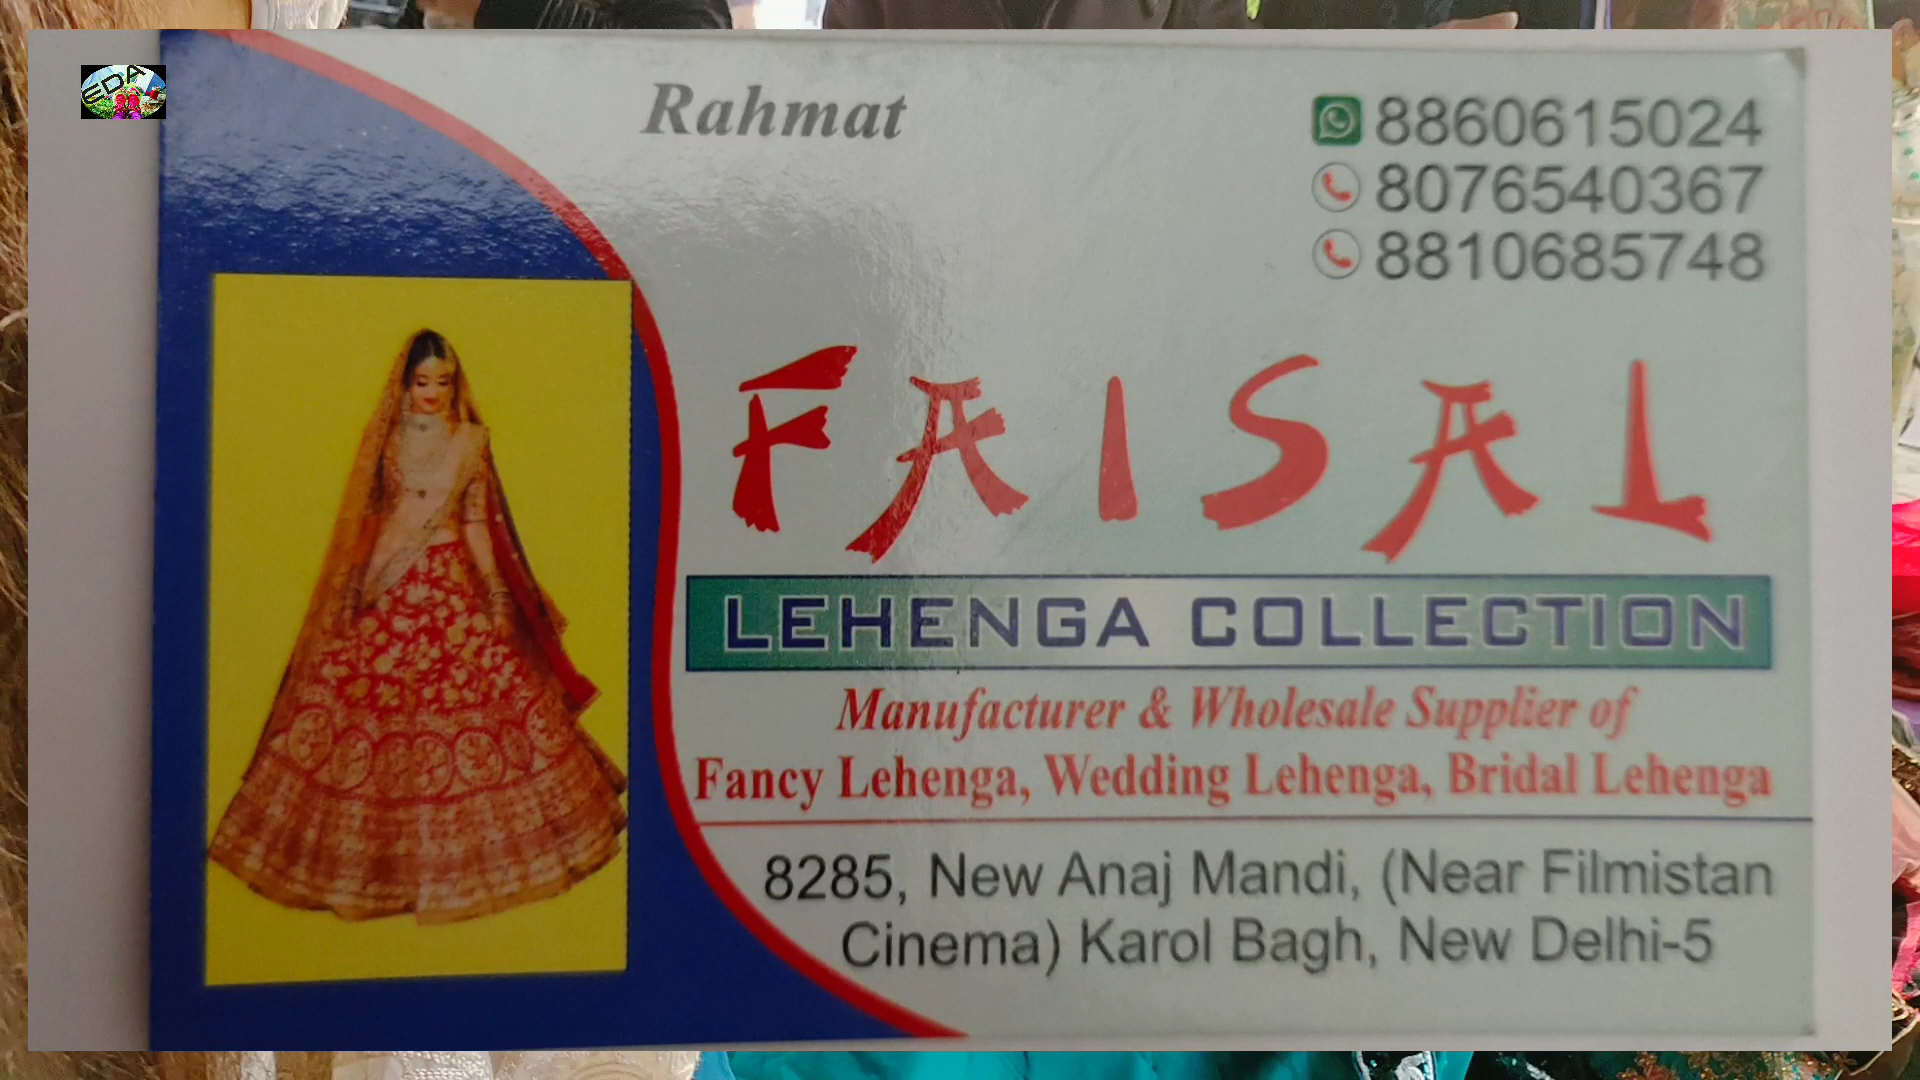 EDA
Rahmat
8860615024
8076540367
8810685748
FAISAL
LEHENGA COLLECTION
Manufacturer & Wholesale Supplier of
Fancy Lehenga, Wedding Lehenga, Bridal Lehenga
8285, New Anaj Mandi, (Near Filmistan
Cinema) Karol Bagh, New Delhi-5